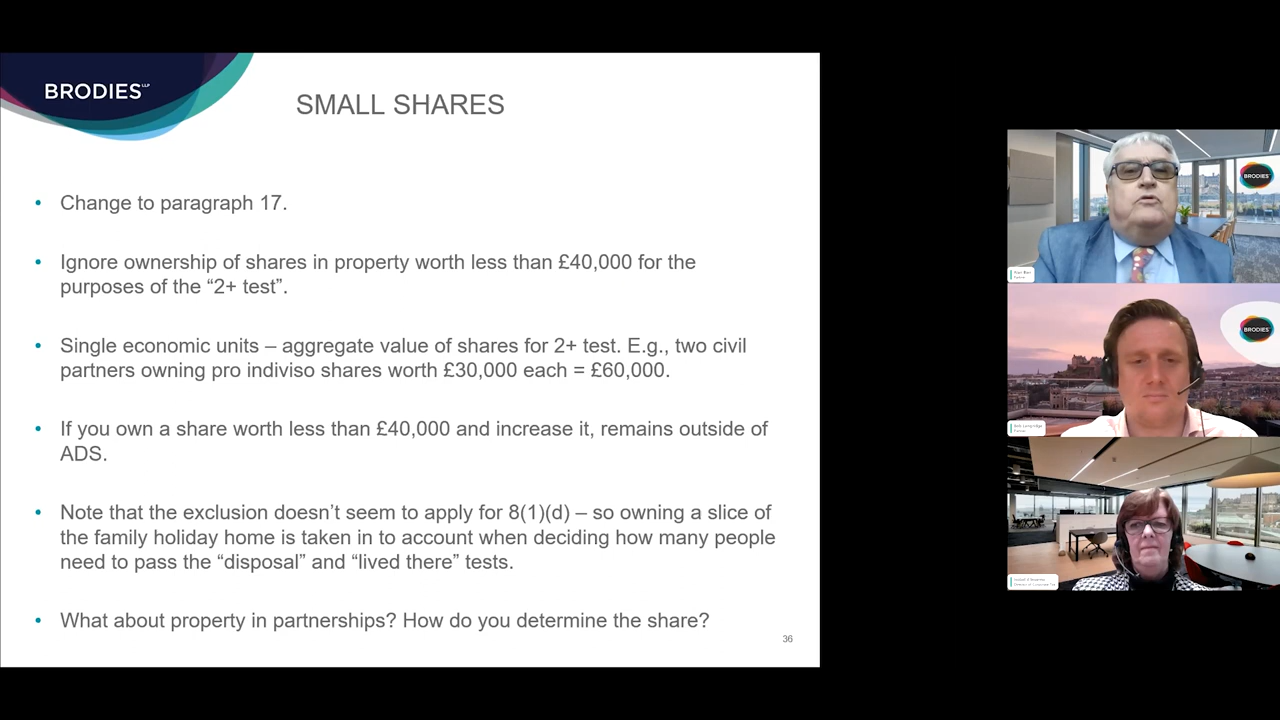 BRODIES LLP
SMALL SHARES
• Change to paragraph 17.
• Ignore ownership of shares in property worth less than £40,000 for the
purposes of the “2+ test”.
• Single economic units – aggregate value of shares for 2+ test. E.g., two civil
partners owning pro indiviso shares worth £30,000 each = £60,000.
• If you own a share worth less than £40,000 and increase it, remains outside of
ADS.
• Note that the exclusion doesn’t seem to apply for 8(1)(d) – so owning a slice of
the family holiday home is taken in to account when deciding how many people
need to pass the “disposal” and “lived there” tests.
• What about property in partnerships? How do you determine the share?
36
BRODIES
BRODIES